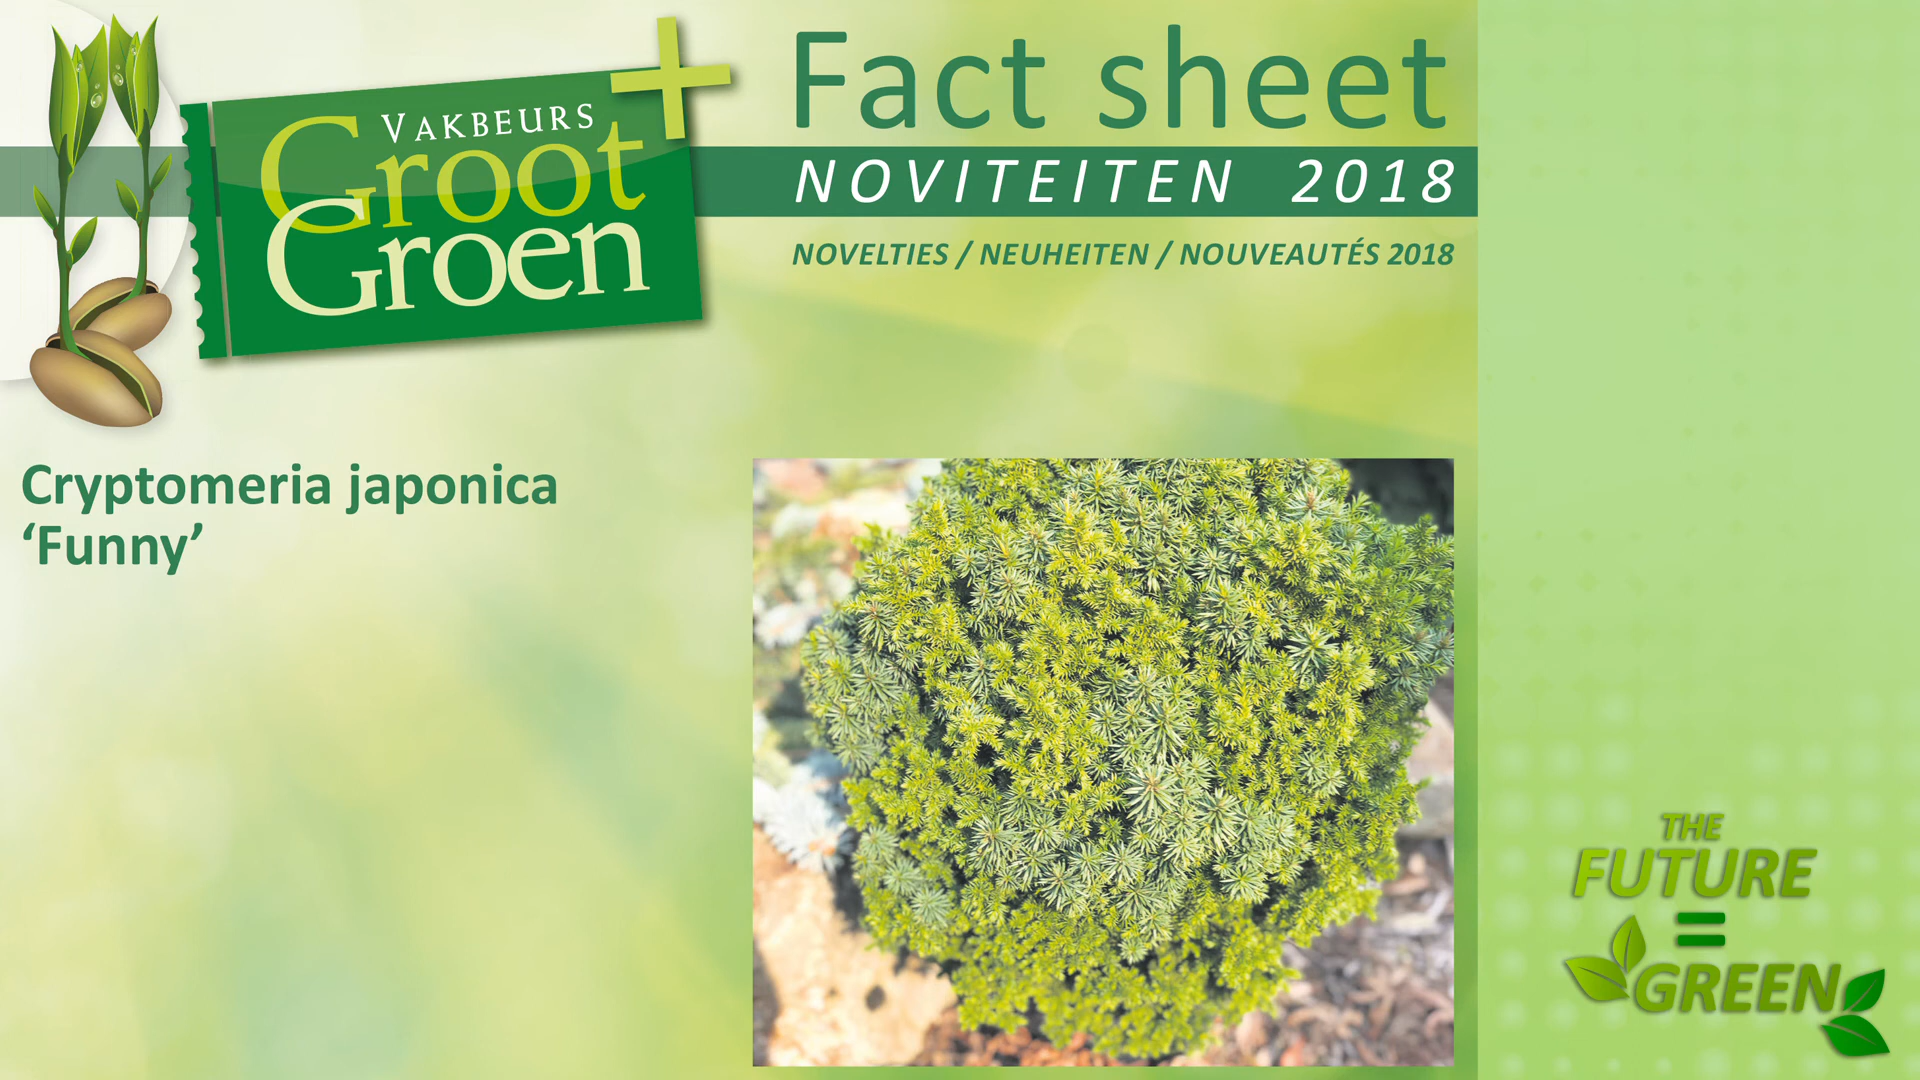 VAKBEURS
Groot
Groen
Fact sheet
NOVITEITEN 2018
NOVELTIES / NEUHEITEN / NOUVEAUTÉS 2018
Cryptomeria japonica
‘Funny’
THE
FUTURE
=
GREEN